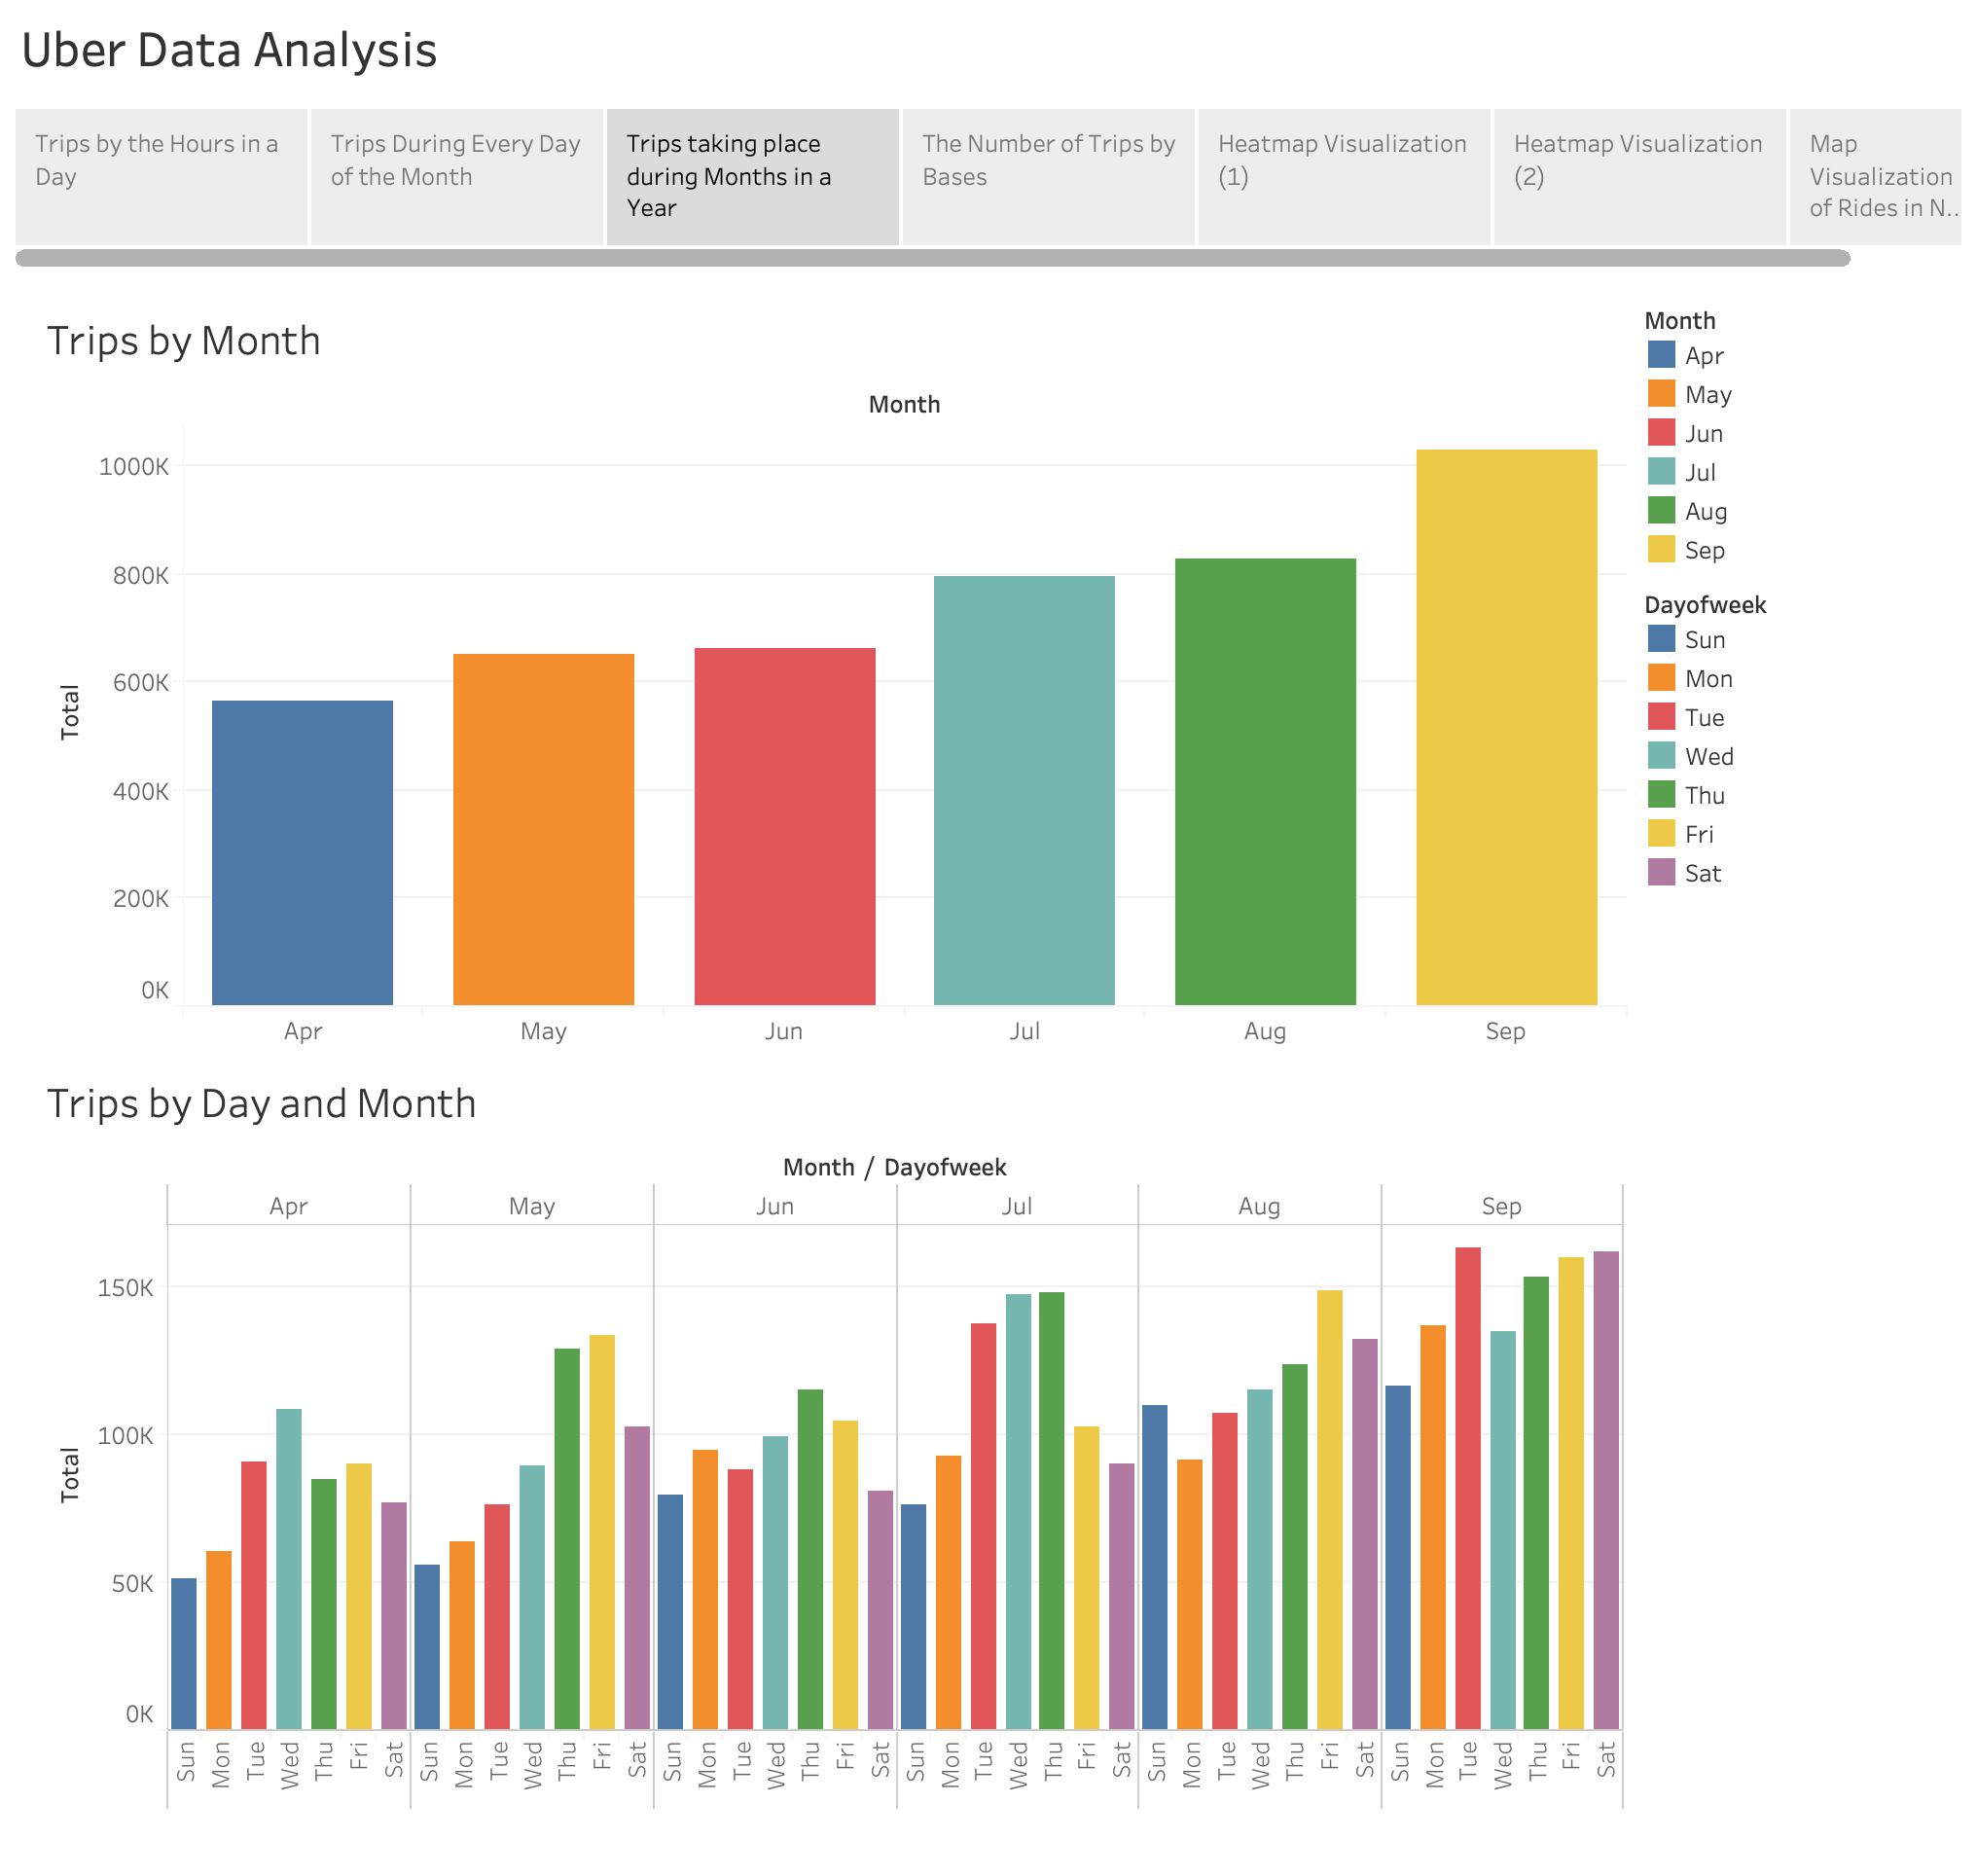 Uber Data Analysis
Trips by the Hours in a
Day
Trips During Every Day
of the Month
Trips taking place
during Months in a
Year
The Number of Trips by
Bases
Heatmap Visualization
(1)
Heatmap Visualization
(2)
Map
Visualization
of Rides in N..
Trips by Month
Month
1000K
800K
600K
400K
200K
0K
Total
Apr May Jun Jul Aug Sep
Month
Apr
May
Jun
Jul
Aug
Sep
Dayofweek
Sun
Mon
Tue
Wed
Thu
Fri
Sat
Trips by Day and Month
Month / Dayofweek
Apr May Jun Jul Aug Sep
150K
100K
50K
0K
Total
Sun Mon Tue Wed Thu Fri Sat Sun Mon Tue Wed Thu Fri Sat Sun Mon Tue Wed Thu Fri Sat Sun Mon Tue Wed Thu Fri Sat Sun Mon Tue Wed Thu Fri Sat Sun Mon Tue Wed Thu Fri Sat